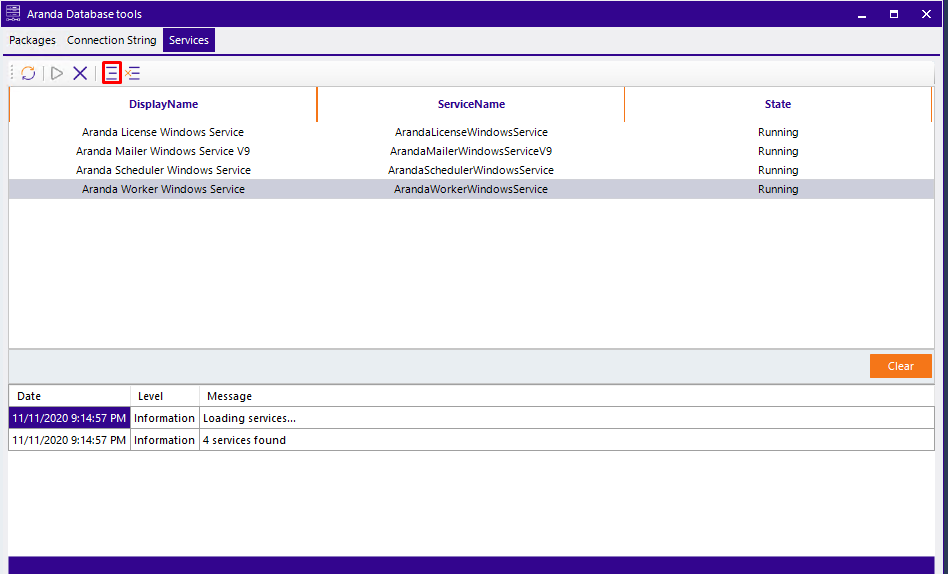 Aranda Database tools
Packages Connection String Services
DisplayName ServiceName State
Aranda License Windows Service ArandaLicenseWindowsService Running
Aranda Mailer Windows Service V9 ArandaMailerWindowsServiceV9 Running
Aranda Scheduler Windows Service ArandaSchedulerWindowsService Running
Aranda Worker Windows Service ArandaWorkerWindowsService Running
Clear
Date Level Message
11/11/2020 9:14:57 PM Information Loading services...
11/11/2020 9:14:57 PM Information 4 services found